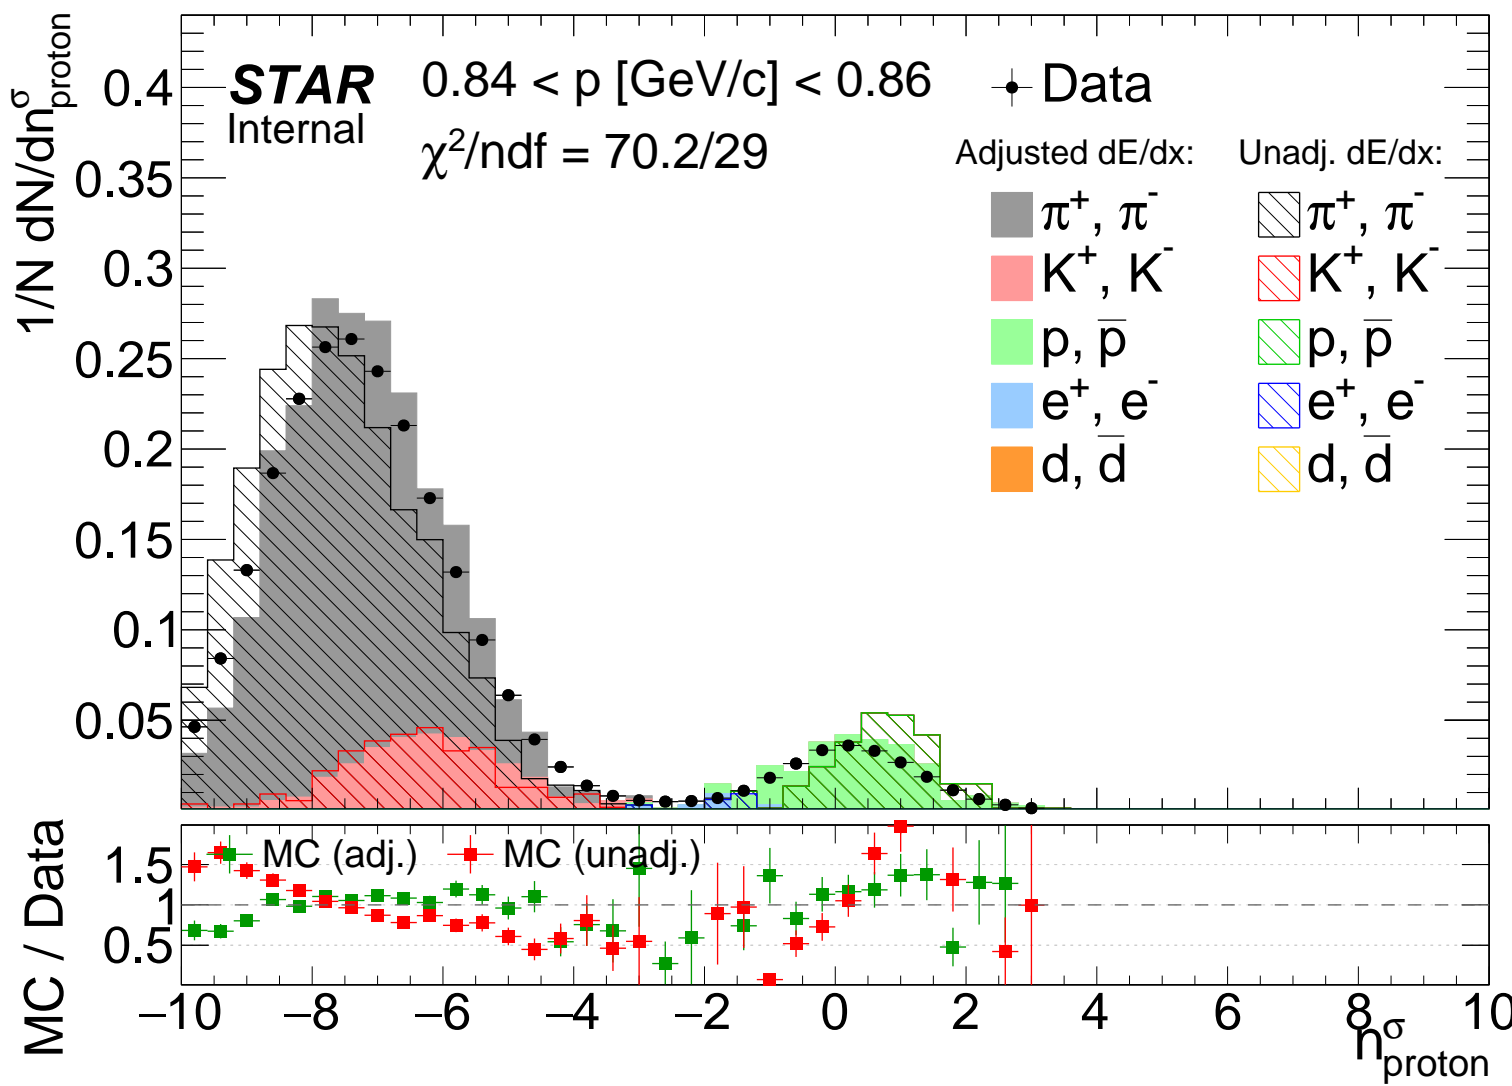 1/N dN/dn^σ_proton
0.4
0.35
0.3
0.25
0.2
0.15
0.1
0.05
STAR
Internal
0.84 < p [GeV/c] < 0.86
χ²/ndf = 70.2/29
Data
Adjusted dE/dx: Unadj. dE/dx:
π⁺, π⁻ π⁺, π⁻
K⁺, K⁻ K⁺, K⁻
p, p̅ p, p̅
e⁺, e⁻ e⁺, e⁻
d, d̅ d, d̅
MC / Data
1.5
1
0.5
MC (adj.) MC (unadj.)
−10 −8 −6 −4 −2 0 2 4 6 8 10
n^σ_proton